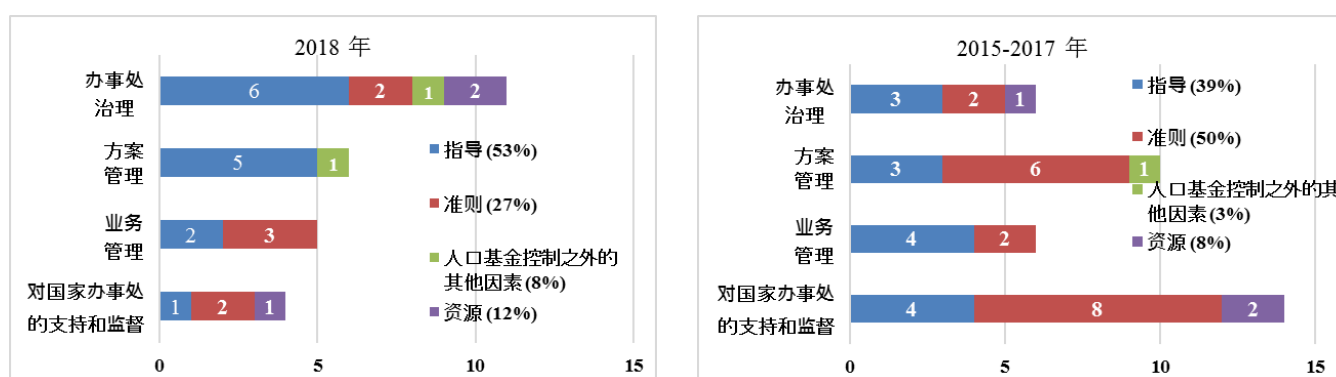 2018 年
办事处
治理
6
2
1
2
方案
管理
5
1
业务
管理
2
3
对国家办事处
的支持和监督
1
2
1
指导 (53%)
准则 (27%)
人口基金控制之外的
其他因素 (8%)
资源 (12%)
0
5
10
15
2015-2017 年
办事处
治理
3
2
1
方案
管理
3
6
1
业务
管理
4
2
对国家办事处
的支持和监督
4
8
2
指导 (39%)
准则 (50%)
人口基金控制之外的其
他因素 (3%)
资源 (8%)
0
5
10
15